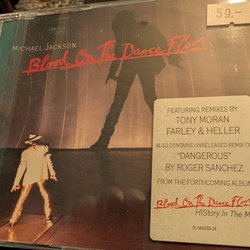 59.-
MICHAEL JACKSON
Blood On The Dance Floor
FEATURING REMIXES BY:
TONY MORAN
FARLEY & HELLER
ALSO CONTAINS UNRELEASED REMIX OF
"DANGEROUS"
BY ROGER SANCHEZ
FROM THE FORTHCOMING ALBUM
Blood On The Dance Floor
HIStory In The M